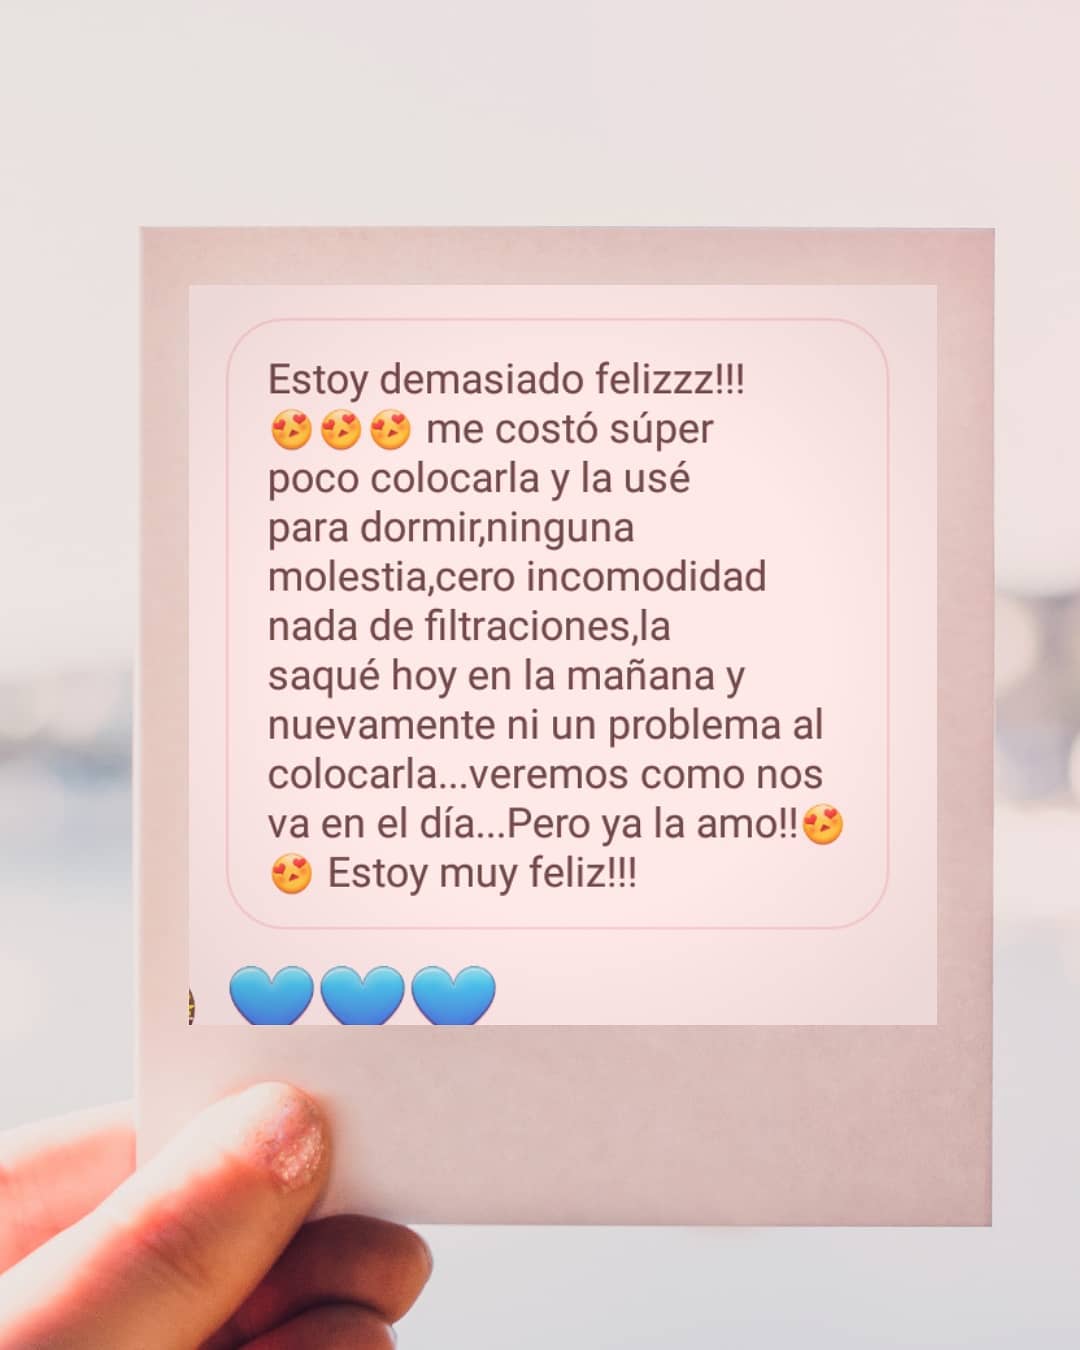 Estoy demasiado felizzz!!!
😍😍😍 me costó súper
poco colocarla y la usé
para dormir,ninguna
molestia,cero incomodidad
nada de filtraciones,la
saqué hoy en la mañana y
nuevamente ni un problema al
colocarla...veremos como nos
va en el día...Pero ya la amo!!😍
😍 Estoy muy feliz!!!
💙💙💙